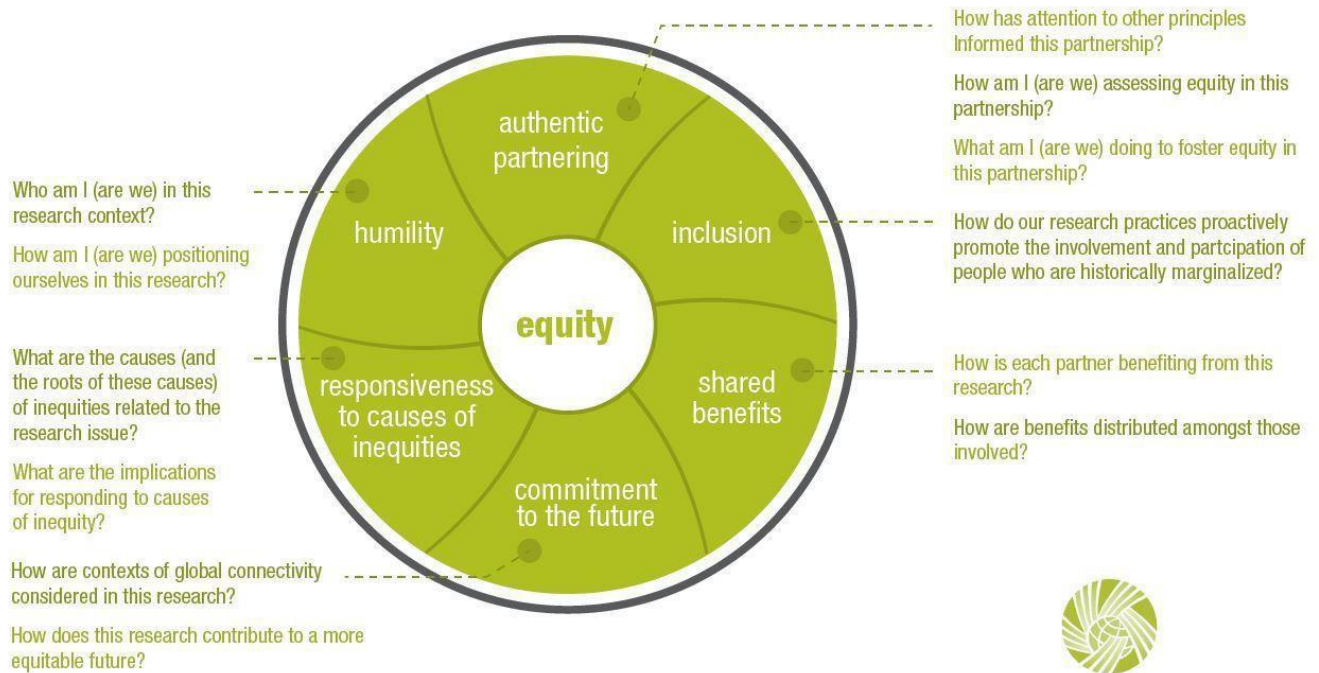 authentic
partnering
How has attention to other principles
Informed this partnership?
How am I (are we) assessing equity in this
partnership?
What am I (are we) doing to foster equity in
this partnership?
inclusion
How do our research practices proactively
promote the involvement and partcipation of
people who are historically marginalized?
shared
benefits
How is each partner benefiting from this
research?
How are benefits distributed amongst those
involved?
commitment
to the future
How are contexts of global connectivity
considered in this research?
How does this research contribute to a more
equitable future?
responsiveness
to causes of
inequities
What are the causes (and
the roots of these causes)
of inequities related to the
research issue?
What are the implications
for responding to causes
of inequity?
humility
Who am I (are we) in this
research context?
How am I (are we) positioning
ourselves in this research?
equity